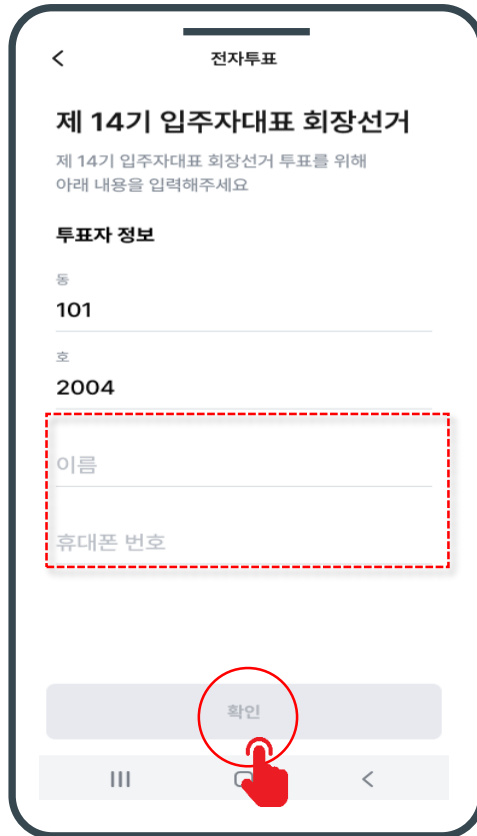 전자투표
제 14기 입주자대표 회장선거
제 14기 입주자대표 회장선거 투표를 위해
아래 내용을 입력해주세요
투표자 정보
동
101
호
2004
이름
휴대폰 번호
확인